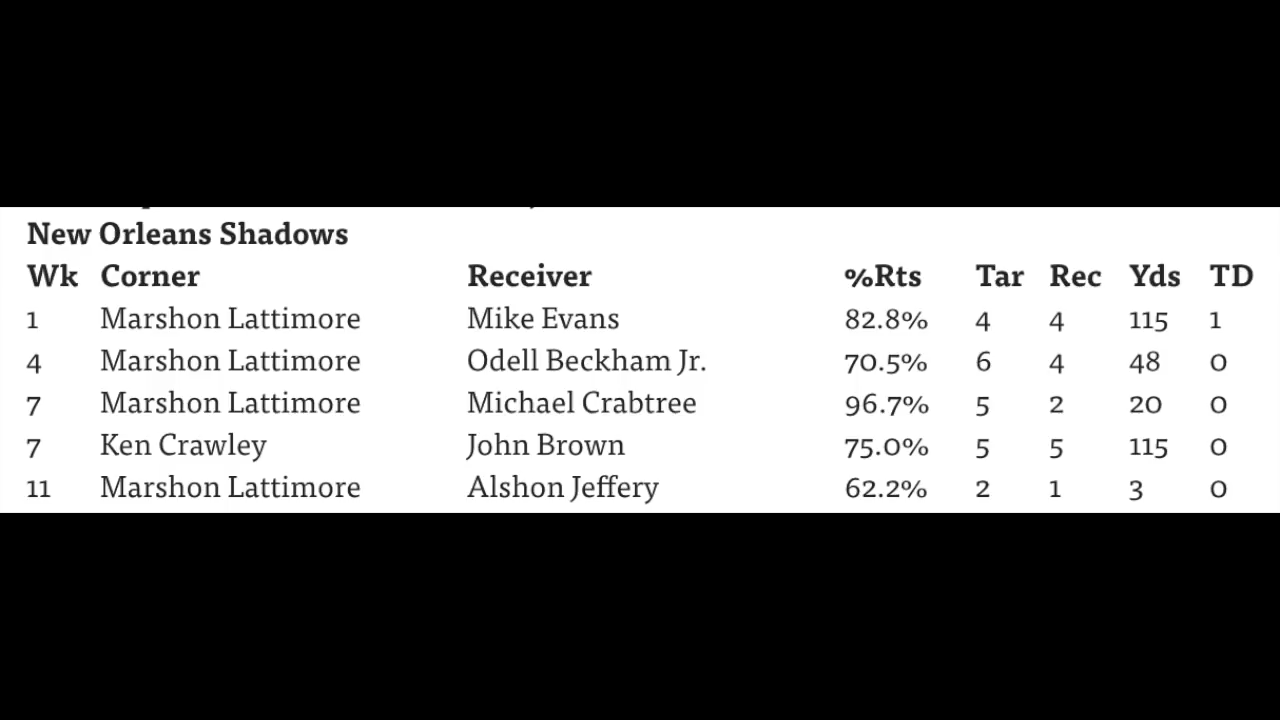 New Orleans Shadows
Wk Corner Receiver %Rts Tar Rec Yds TD
1 Marshon Lattimore Mike Evans 82.8% 4 4 115 1
4 Marshon Lattimore Odell Beckham Jr. 70.5% 6 4 48 0
7 Marshon Lattimore Michael Crabtree 96.7% 5 2 20 0
7 Ken Crawley John Brown 75.0% 5 5 115 0
11 Marshon Lattimore Alshon Jeffery 62.2% 2 1 3 0